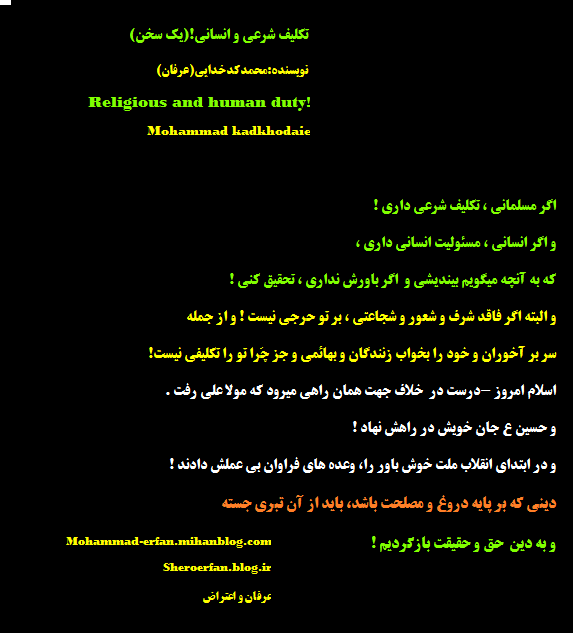 تکلیف شرعی و انسانی!(یک سخن)
نویسنده:محمدکدخدایی(عرفان)
Religious and human duty!
Mohammad kadkhodaie
اگر مسلمانی ، تکلیف شرعی داری !
و اگر انسانی ، مسئولیت انسانی داری ،
که به آنچه میگویم بیندیشی و اگر باورش نداری ، تحقیق کنی !
و البته اگر فاقد شرف و شعور و شجاعتی ، بر تو حرجی نیست ! و از جمله
سر بر آخوران و خود را بخواب زنندگان و بهائمی و جز چَرا تو را تکلیفی نیست!
اسلام امروز –درست در خلاف جهت همان راهی میرود که مولا علی رفت .
و حسین ع جان خویش در راهش نهاد !
و در ابتدای انقلاب ملت خوش باور را، وعده های فراوان بی عملش دادند !
دینی که بر پایه دروغ و مصلحت باشد، باید از آن تبری جسته
و به دین حق و حقیقت بازگردیم !
Mohammad-erfan.mihanblog.com
Sheroerfan.blog.ir
عرفان و اعتراض